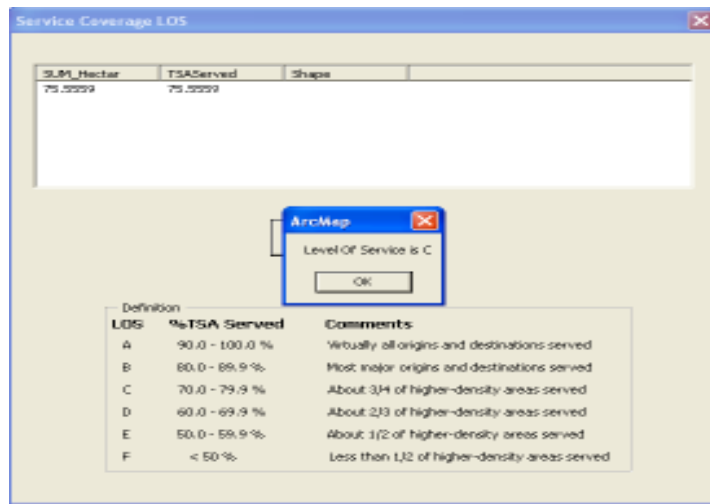 Service Coverage LOS
SUM_Hectar TSAServed Shape
75.5559 75.5559
ArcMap
Level Of Service is C
OK
Definition
LOS %TSA Served Comments
A 90.0 - 100.0 % Virtually all origins and destinations served
B 80.0 - 89.9 % Most major origins and destinations served
C 70.0 - 79.9 % About 3/4 of higher-density areas served
D 60.0 - 69.9 % About 2/3 of higher-density areas served
E 50.0 - 59.9 % About 1/2 of higher-density areas served
F < 50 % Less than 1/2 of higher-density areas served